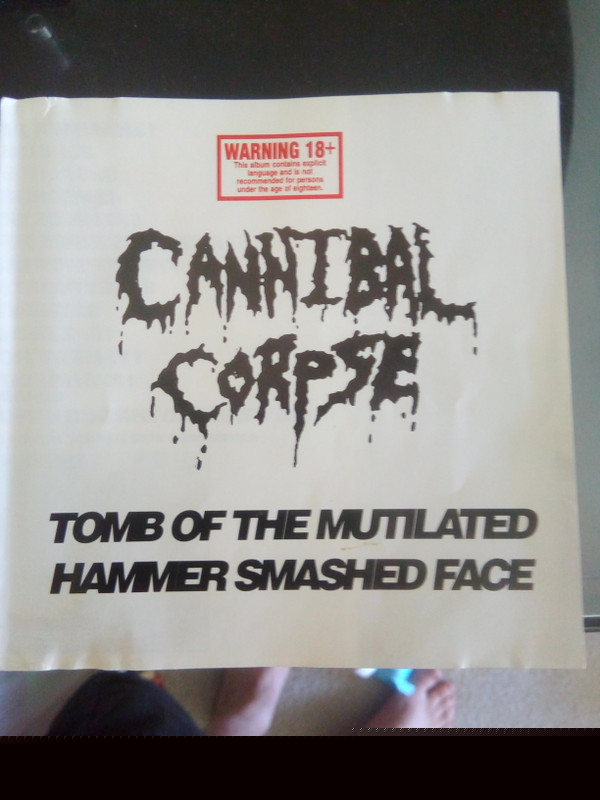 WARNING 18+
This album contains explicit
language and is not
recommended for persons
under the age of eighteen.
CANNIBAL
CORPSE
TOMB OF THE MUTILATED
HAMMER SMASHED FACE